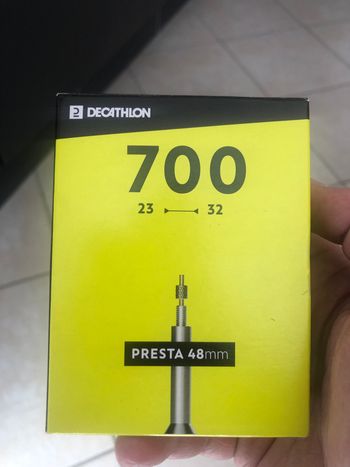 DECATHLON
700
23 32
PRESTA 48mm